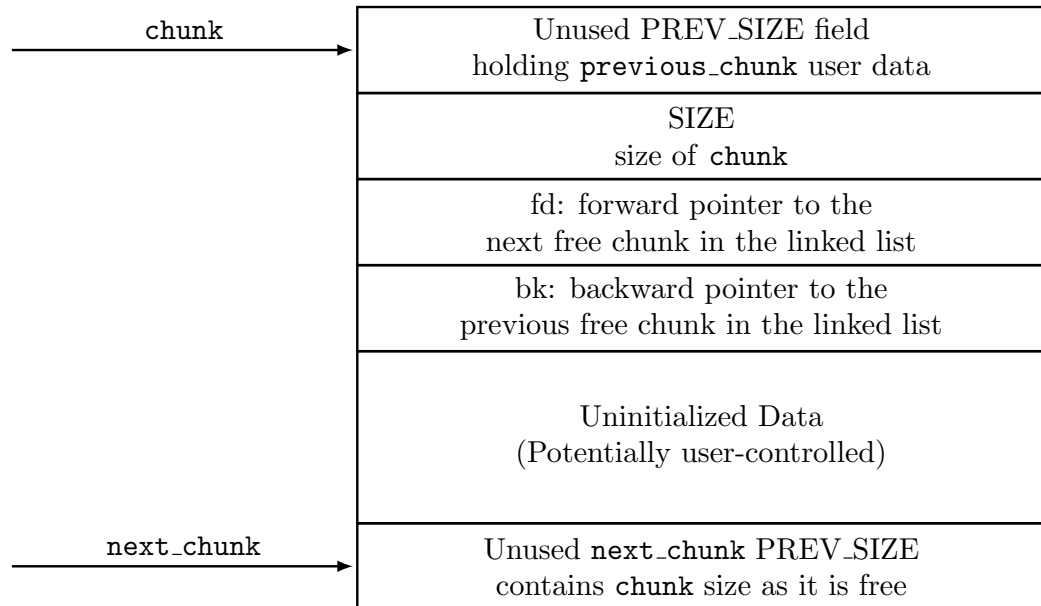 chunk
Unused PREV_SIZE field
holding previous_chunk user data
SIZE
size of chunk
fd: forward pointer to the
next free chunk in the linked list
bk: backward pointer to the
previous free chunk in the linked list
Uninitialized Data
(Potentially user-controlled)
next_chunk
Unused next_chunk PREV_SIZE
contains chunk size as it is free